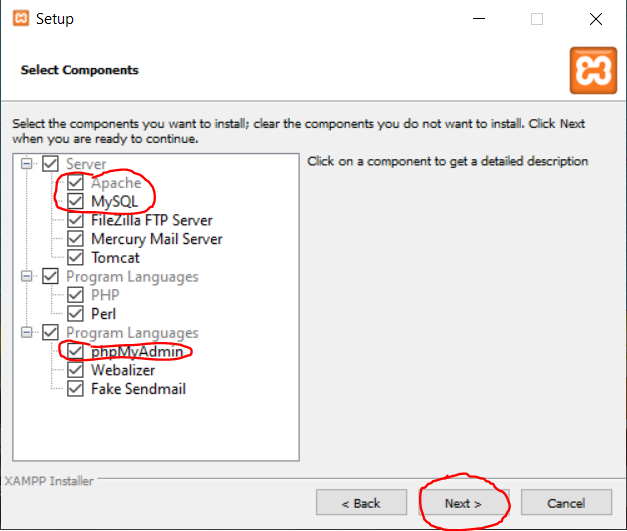 Setup
Select Components
Select the components you want to install; clear the components you do not want to install. Click Next
when you are ready to continue.
Server
Apache
MySQL
FileZilla FTP Server
Mercury Mail Server
Tomcat
Program Languages
PHP
Perl
Program Languages
phpMyAdmin
Webalizer
Fake Sendmail
Click on a component to get a detailed description
XAMPP Installer
< Back
Next >
Cancel